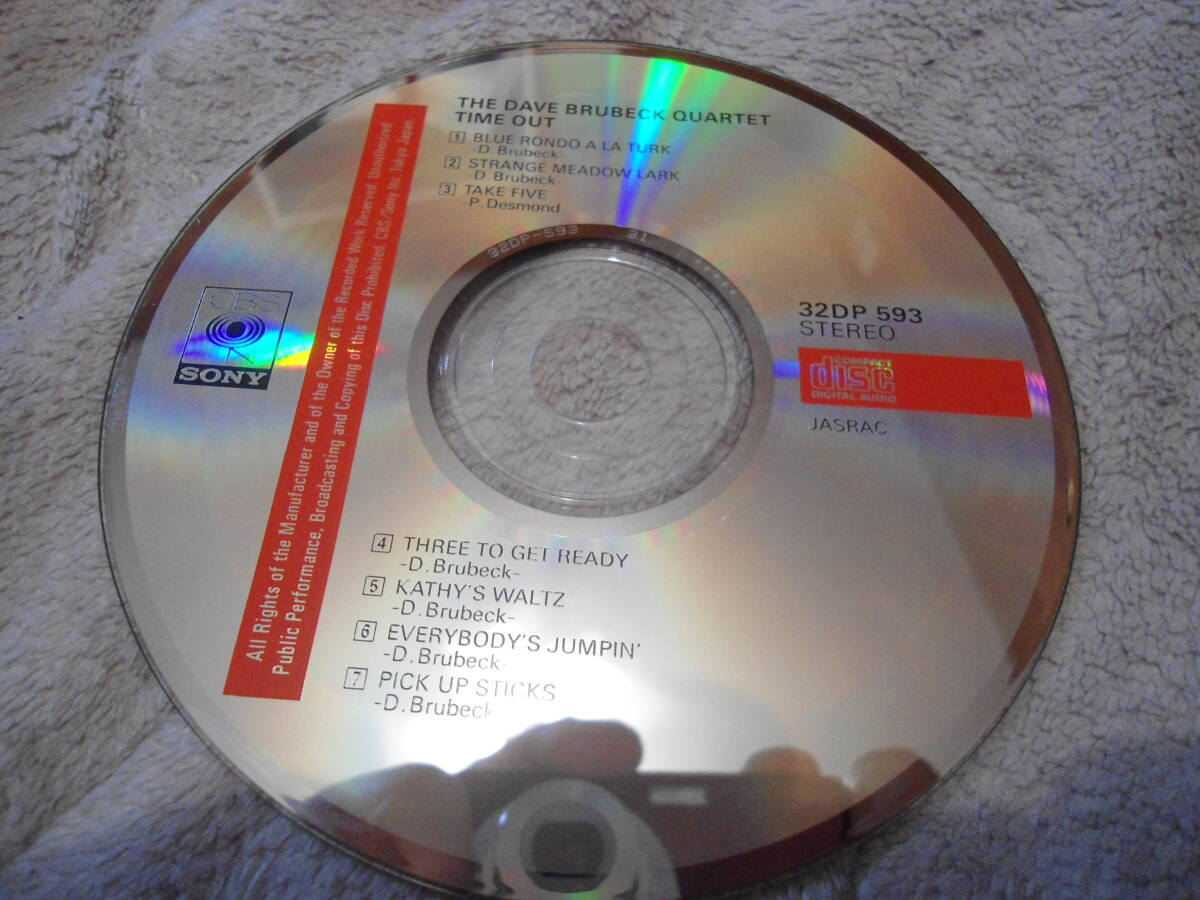 THE DAVE BRUBECK QUARTET
TIME OUT
1 BLUE RONDO A LA TURK
-D. Brubeck-
2 STRANGE MEADOW LARK
-D. Brubeck
3 TAKE FIVE
-P. Desmond
32DP-593 31
CBS
SONY
All Rights of the Manufacturer and of the Owner of the Recorded Work Reserved. Unauthorized
Public Performance, Broadcasting and Copying of this Disc Prohibited. CBS/Sony Inc. Tokyo Japan.
32DP 593
STEREO
COMPACT
disc
DIGITAL AUDIO
JASRAC
4 THREE TO GET READY
-D. Brubeck-
5 KATHY'S WALTZ
-D. Brubeck-
6 EVERYBODY'S JUMPIN'
-D. Brubeck-
7 PICK UP STICKS
-D. Brubeck